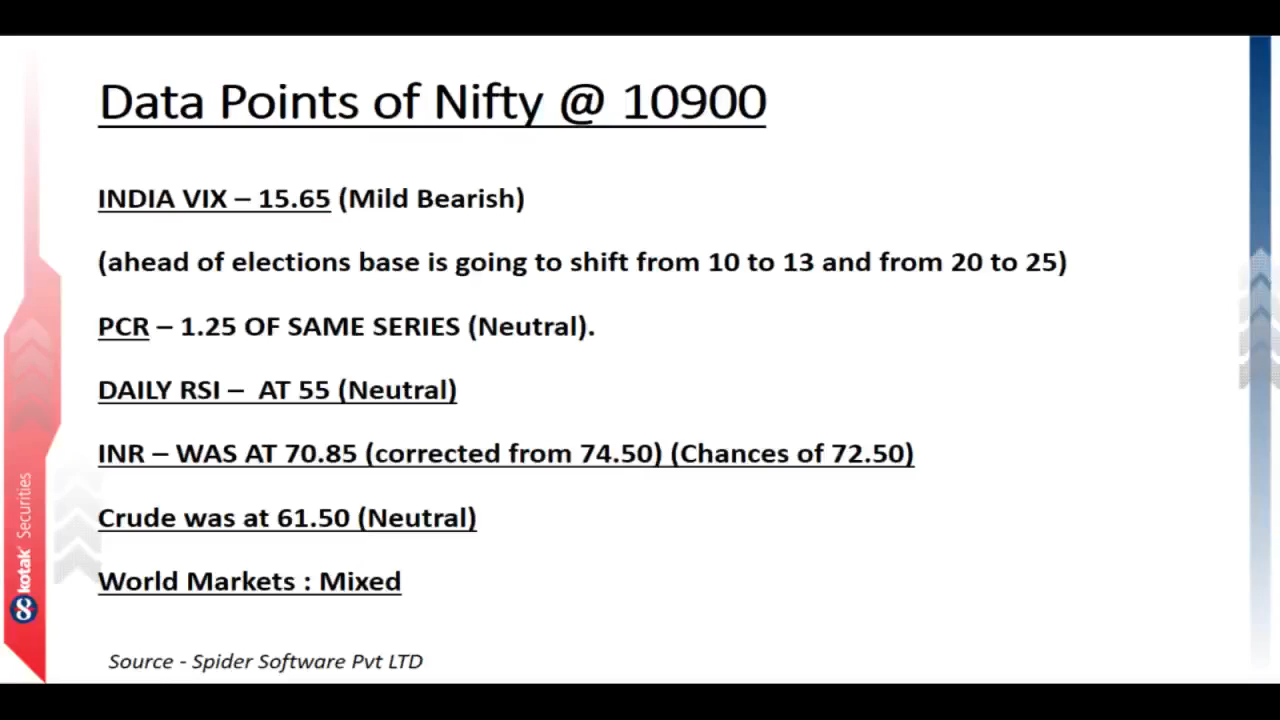 Data Points of Nifty @ 10900
INDIA VIX – 15.65 (Mild Bearish)
(ahead of elections base is going to shift from 10 to 13 and from 20 to 25)
PCR – 1.25 OF SAME SERIES (Neutral).
DAILY RSI –  AT 55 (Neutral)
INR – WAS AT 70.85 (corrected from 74.50) (Chances of 72.50)
Crude was at 61.50 (Neutral)
World Markets : Mixed
Source - Spider Software Pvt LTD
kotak Securities